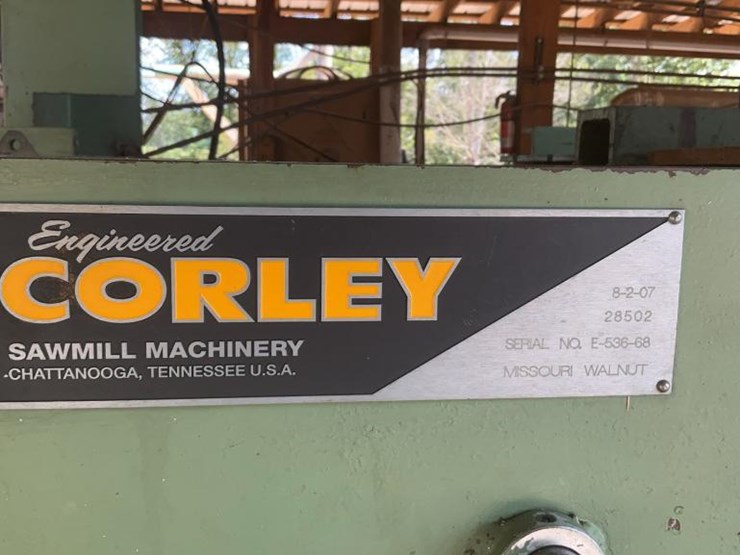 Engineered
CORLEY
SAWMILL MACHINERY
-CHATTANOOGA, TENNESSEE U.S.A.
8-2-07
28502
SERIAL NO. E-536-68
MISSOURI WALNUT